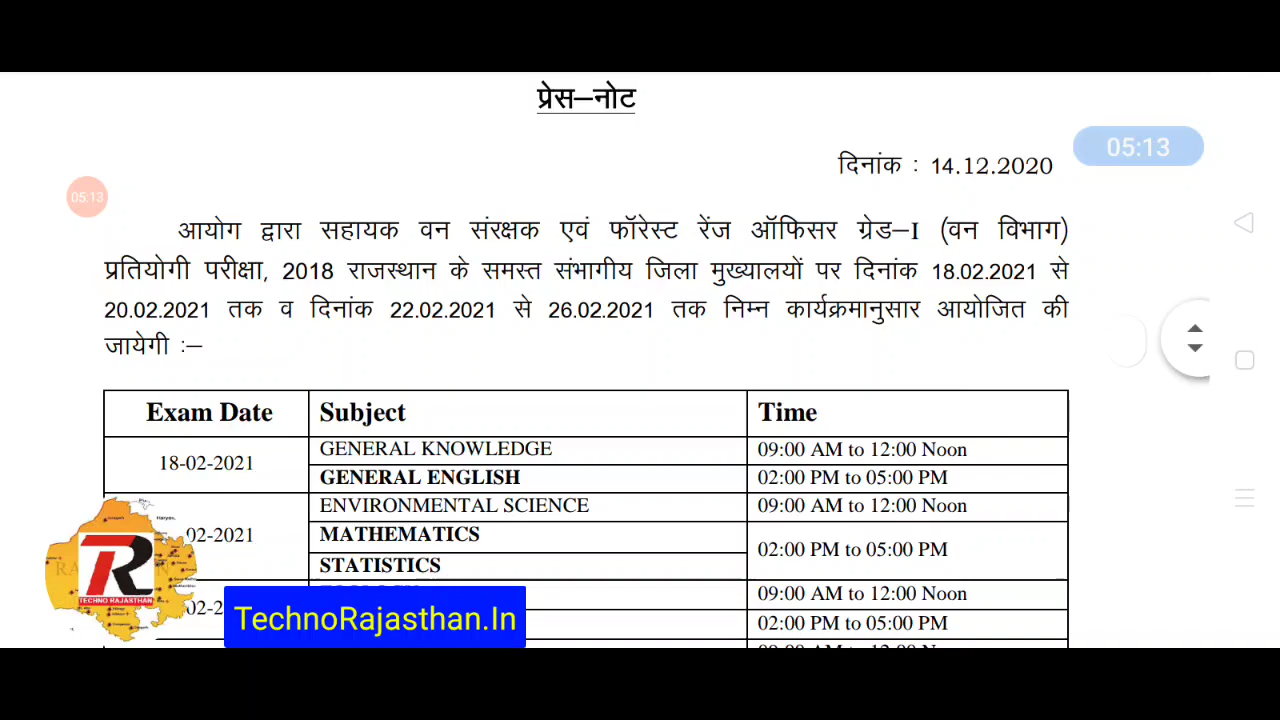 प्रेस–नोट
05:13
दिनांक : 14.12.2020
05:13
आयोग द्वारा सहायक वन संरक्षक एवं फॉरेस्ट रेंज ऑफिसर ग्रेड–I (वन विभाग)
प्रतियोगी परीक्षा, 2018 राजस्थान के समस्त संभागीय जिला मुख्यालयों पर दिनांक 18.02.2021 से
20.02.2021 तक व दिनांक 22.02.2021 से 26.02.2021 तक निम्न कार्यक्रमानुसार आयोजित की
जायेगी :–
Exam Date Subject Time
18-02-2021 GENERAL KNOWLEDGE 09:00 AM to 12:00 Noon
GENERAL ENGLISH 02:00 PM to 05:00 PM
ENVIRONMENTAL SCIENCE 09:00 AM to 12:00 Noon
02-2021 MATHEMATICS 02:00 PM to 05:00 PM
STATISTICS
09:00 AM to 12:00 Noon
02:00 PM to 05:00 PM
TR
TECHNO RAJASTHAN
TechnoRajasthan.In